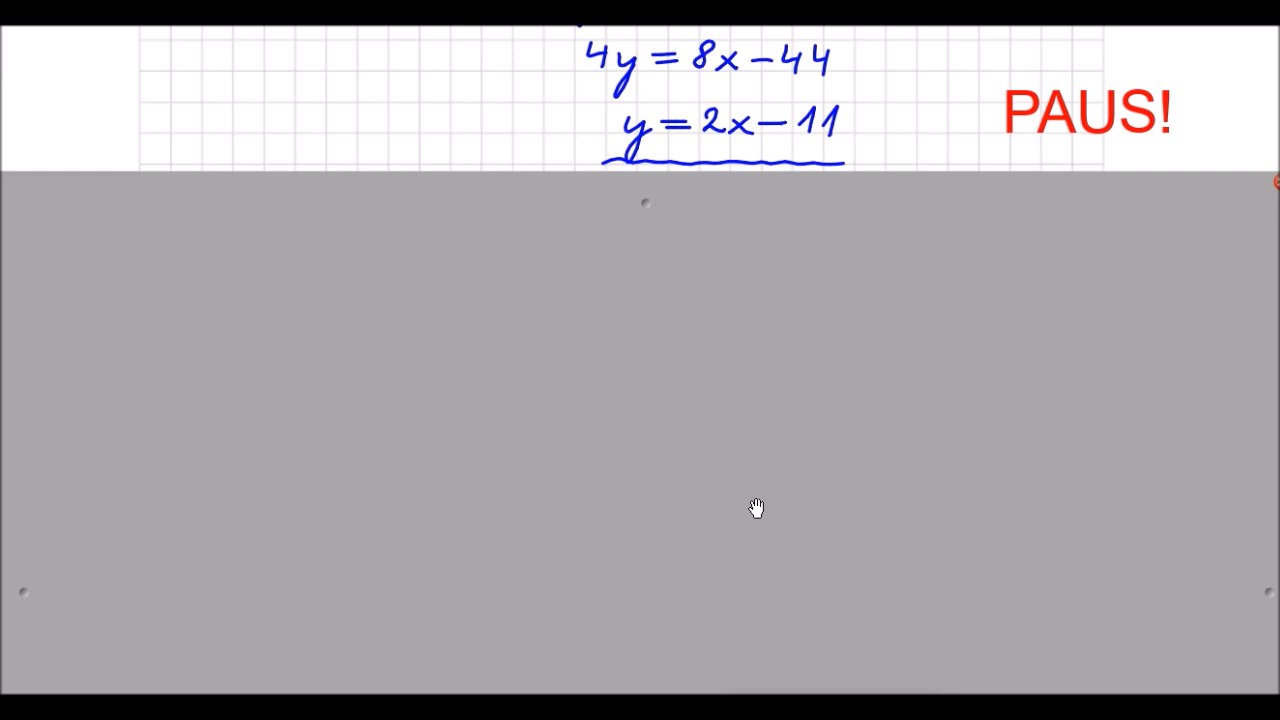 4y = 8x - 44
y = 2x - 11
PAUS!